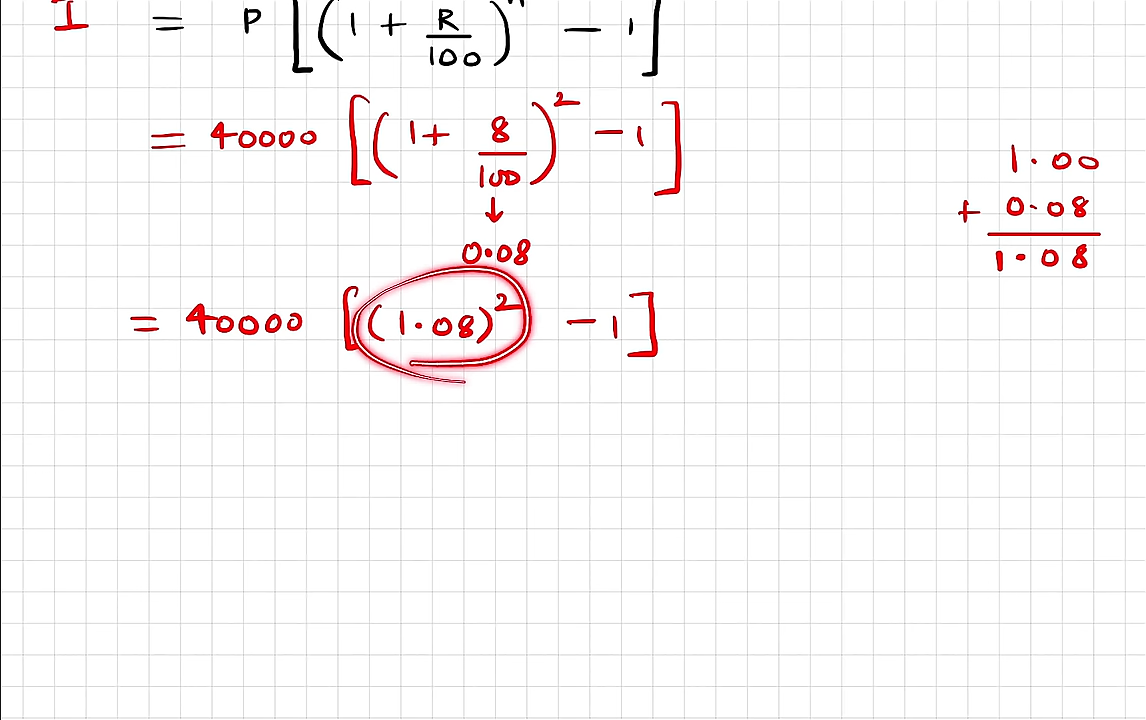 I = P [(1 + R/100)^n - 1]
= 40000 [(1 + 8/100)^2 - 1]
↓
0.08
= 40000 [(1.08)^2 - 1]
1.00
+ 0.08
1.08